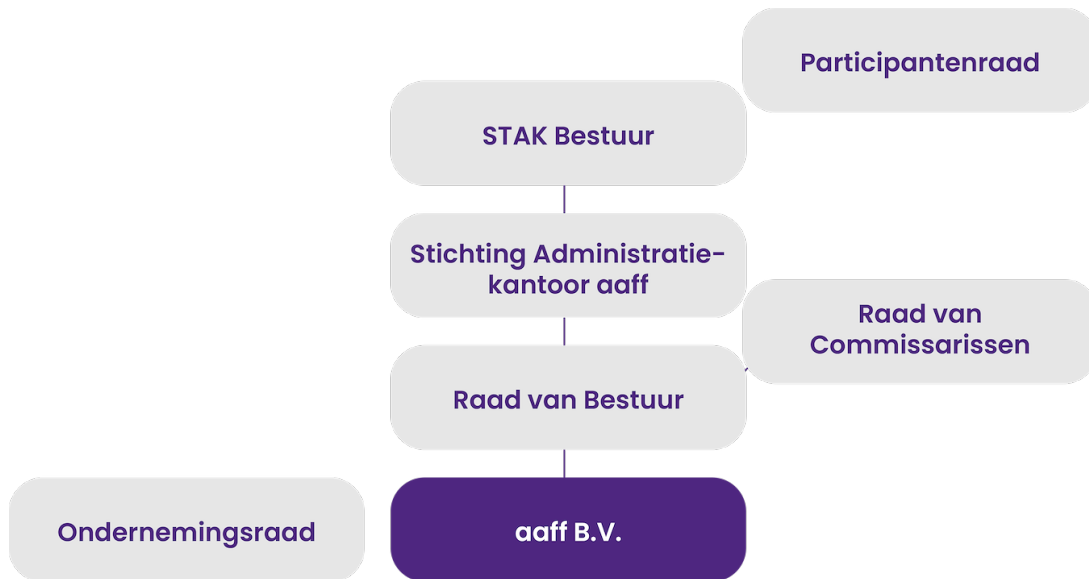 Participantenraad
STAK Bestuur
Stichting Administratie-
kantoor aaff
Raad van
Commissarissen
Raad van Bestuur
Ondernemingsraad
aaff B.V.